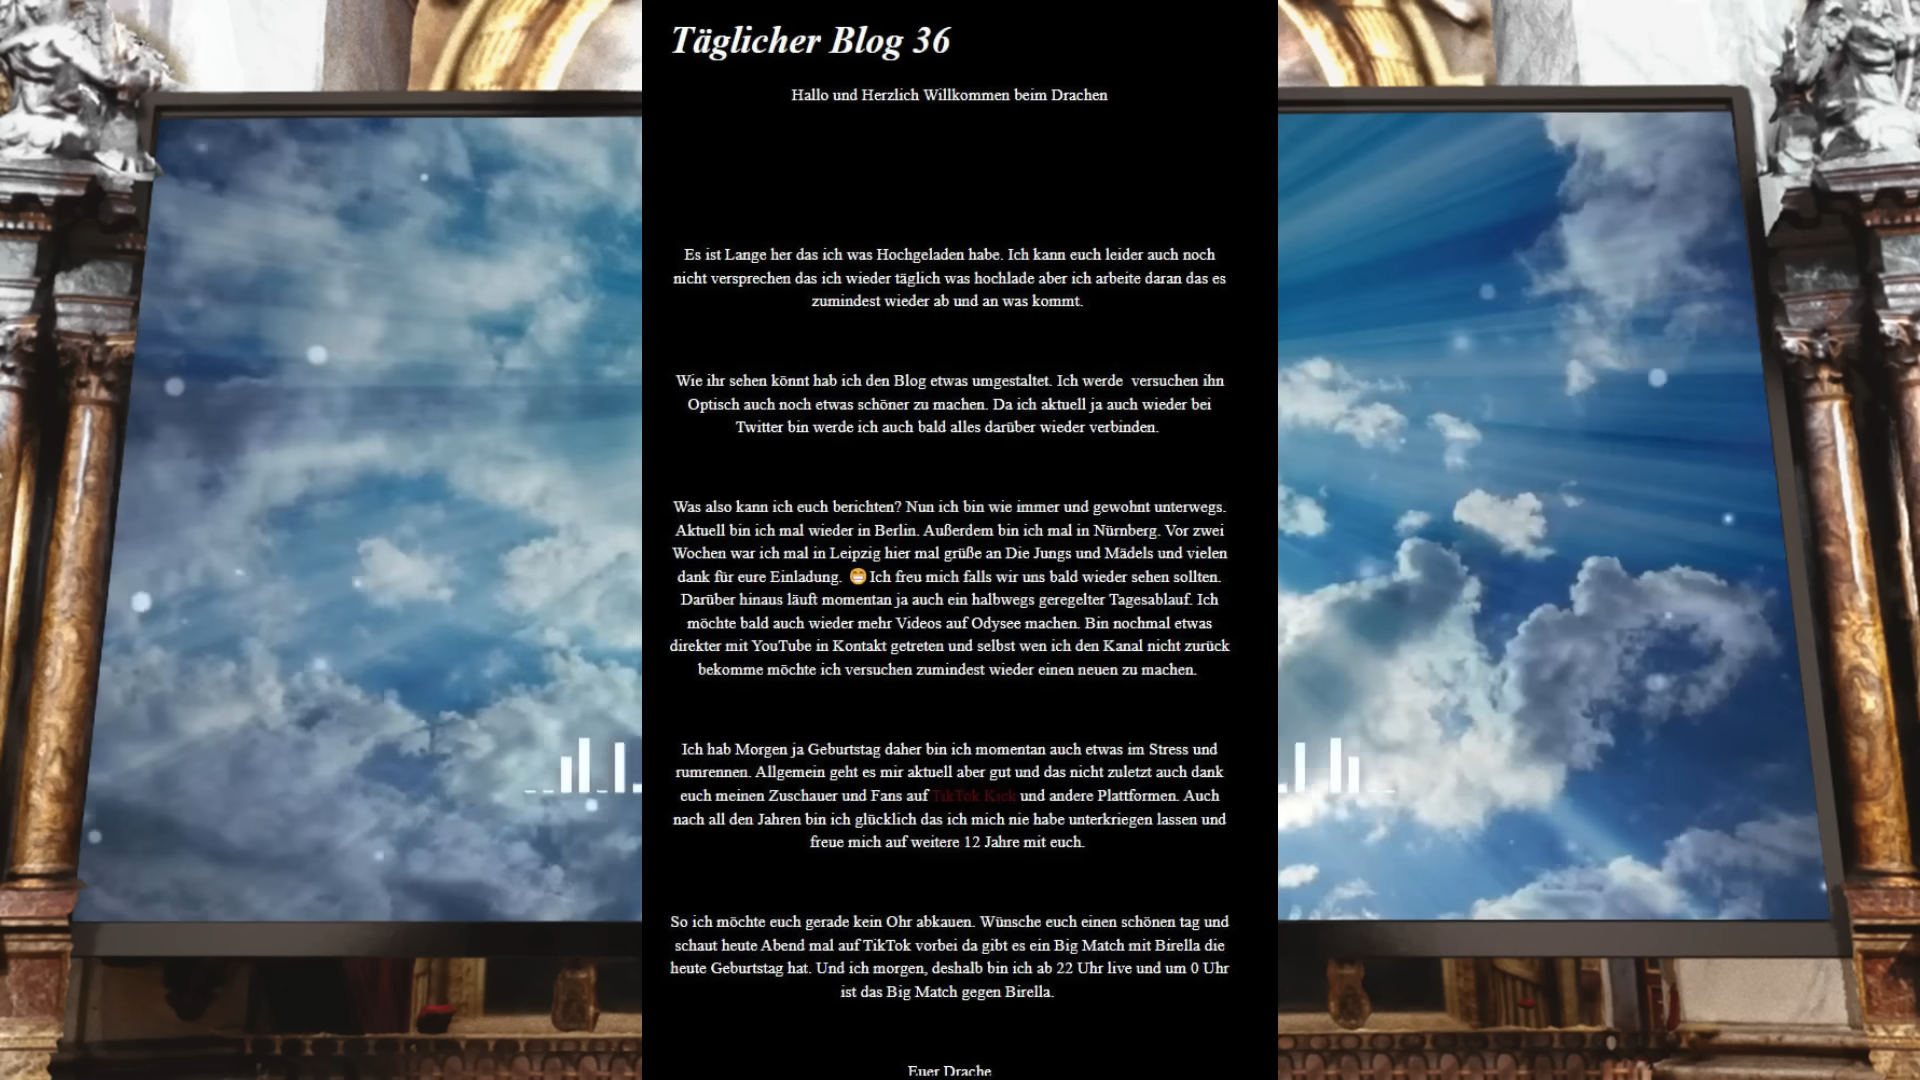 Täglicher Blog 36
Hallo und Herzlich Willkommen beim Drachen
Es ist Lange her das ich was Hochgeladen habe. Ich kann euch leider auch noch
nicht versprechen das ich wieder täglich was hochlade aber ich arbeite daran das es
zumindest wieder ab und an was kommt.
Wie ihr sehen könnt hab ich den Blog etwas umgestaltet. Ich werde  versuchen ihn
Optisch auch noch etwas schöner zu machen. Da ich aktuell ja auch wieder bei
Twitter bin werde ich auch bald alles darüber wieder verbinden.
Was also kann ich euch berichten? Nun ich bin wie immer und gewohnt unterwegs.
Aktuell bin ich mal wieder in Berlin. Außerdem bin ich mal in Nürnberg. Vor zwei
Wochen war ich mal in Leipzig hier mal grüße an Die Jungs und Mädels und vielen
dank für eure Einladung. 😁 Ich freu mich falls wir uns bald wieder sehen sollten.
Darüber hinaus läuft momentan ja auch ein halbwegs geregelter Tagesablauf. Ich
möchte bald auch wieder mehr Videos auf Odysee machen. Bin nochmal etwas
direkter mit YouTube in Kontakt getreten und selbst wen ich den Kanal nicht zurück
bekomme möchte ich versuchen zumindest wieder einen neuen zu machen.
Ich hab Morgen ja Geburtstag daher bin ich momentan auch etwas im Stress und
rumrennen. Allgemein geht es mir aktuell aber gut und das nicht zuletzt auch dank
euch meinen Zuschauer und Fans auf TikTok Kick und andere Plattformen. Auch
nach all den Jahren bin ich glücklich das ich mich nie habe unterkriegen lassen und
freue mich auf weitere 12 Jahre mit euch.
So ich möchte euch gerade kein Ohr abkauen. Wünsche euch einen schönen tag und
schaut heute Abend mal auf TikTok vorbei da gibt es ein Big Match mit Birella die
heute Geburtstag hat. Und ich morgen, deshalb bin ich ab 22 Uhr live und um 0 Uhr
ist das Big Match gegen Birella.
Euer Drache